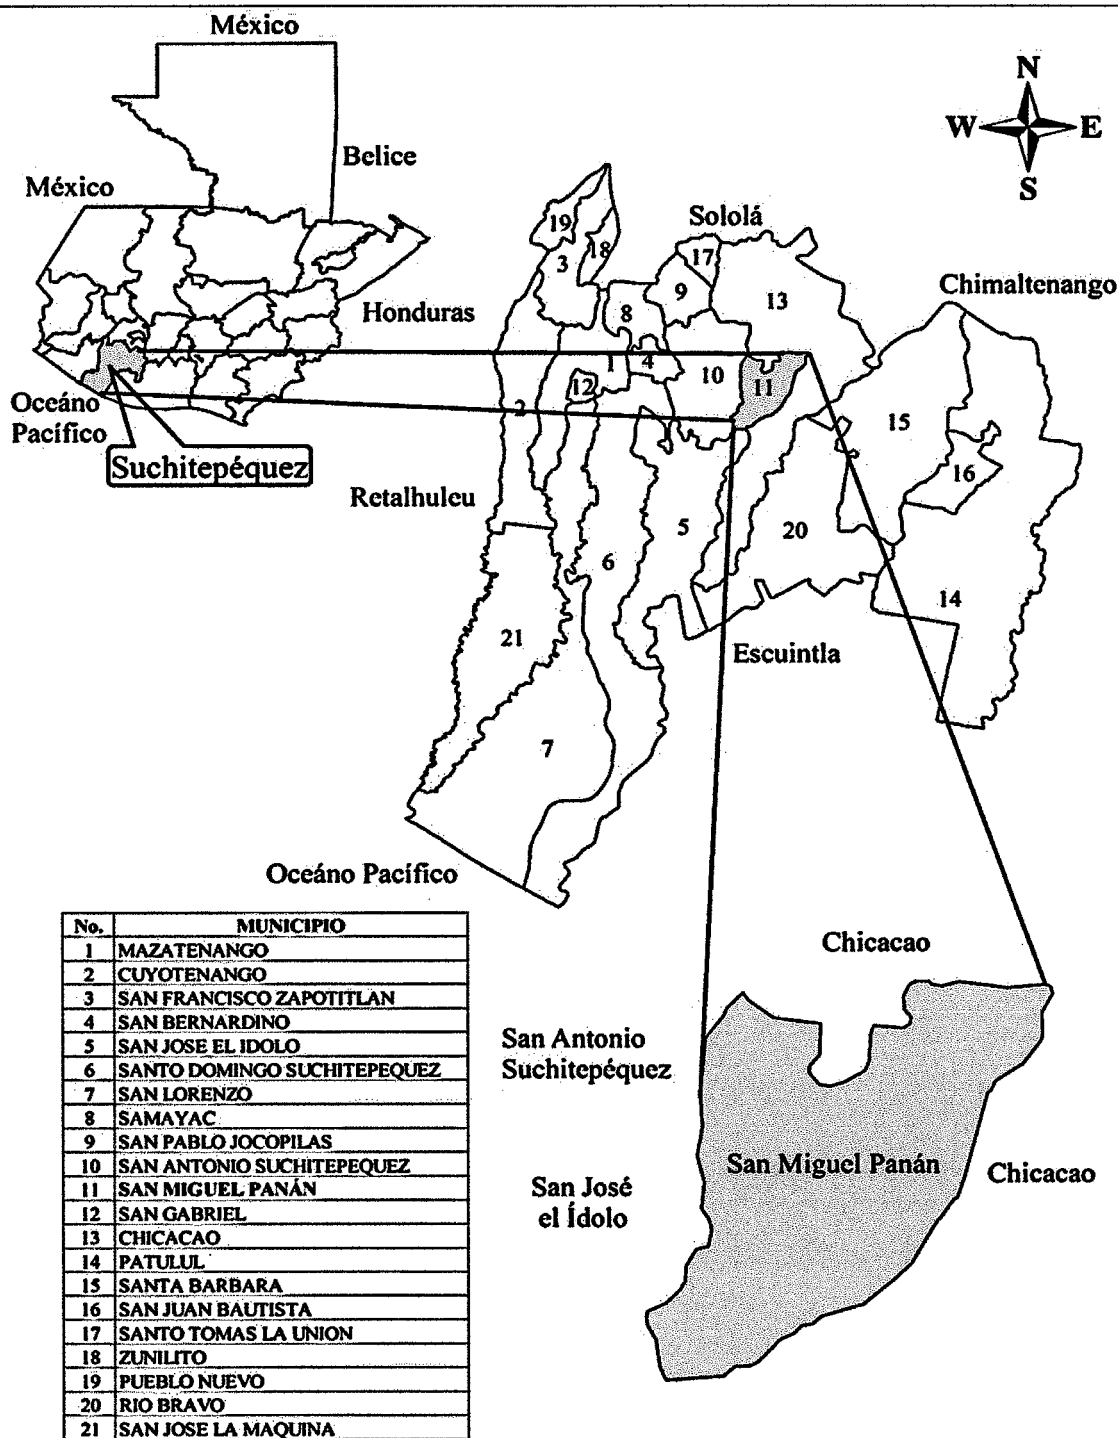 México
N
W E
S
Belice
México
Sololá
19
18
17
3
9
13
Chimaltenango
8
Honduras
1
4
10
11
12
2
15
Océano
Pacífico
Suchitepéquez
16
Retalhuleu
5
20
6
14
21
Escuintla
7
Océano Pacífico
No. MUNICIPIO
1 MAZATENANGO
2 CUYOTENANGO
3 SAN FRANCISCO ZAPOTITLAN
4 SAN BERNARDINO
5 SAN JOSE EL IDOLO
6 SANTO DOMINGO SUCHITEPEQUEZ
7 SAN LORENZO
8 SAMAYAC
9 SAN PABLO JOCOPILAS
10 SAN ANTONIO SUCHITEPEQUEZ
11 SAN MIGUEL PANÁN
12 SAN GABRIEL
13 CHICACAO
14 PATULUL
15 SANTA BARBARA
16 SAN JUAN BAUTISTA
17 SANTO TOMAS LA UNION
18 ZUNILITO
19 PUEBLO NUEVO
20 RIO BRAVO
21 SAN JOSE LA MAQUINA
Chicacao
San Antonio
Suchitepéquez
San Miguel Panán
Chicacao
San José
el Ídolo